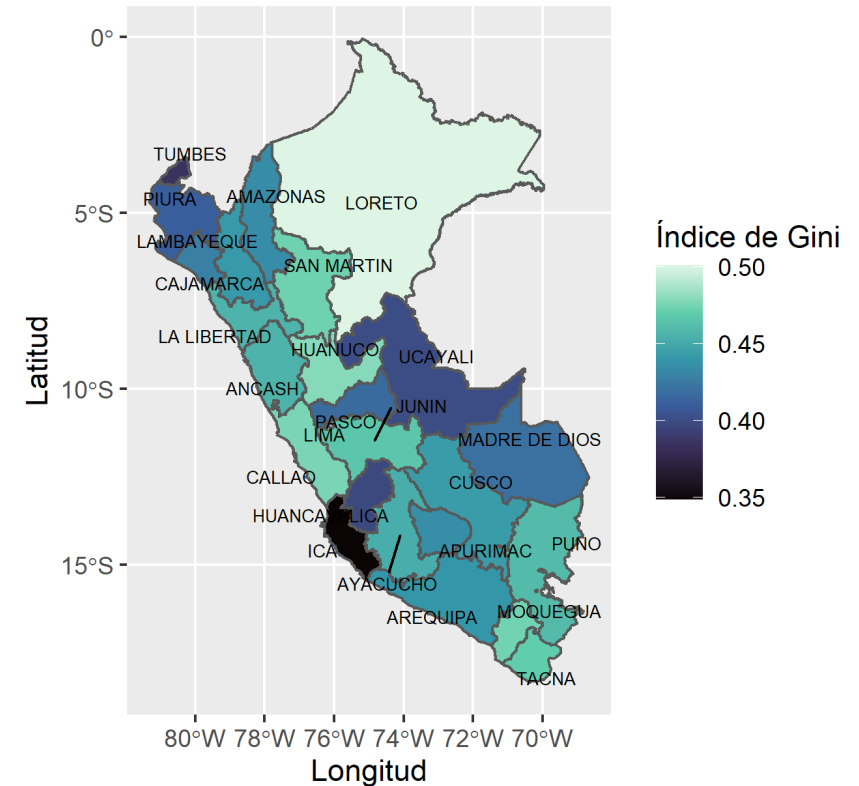 0°
5°S
10°S
15°S
Latitud
TUMBES
PIURA
AMAZONAS
LORETO
LAMBAYEQUE
SAN MARTIN
CAJAMARCA
LA LIBERTAD
HUANUCO
UCAYALI
ANCASH
JUNIN
PASCO
LIMA
MADRE DE DIOS
CALLAO
CUSCO
HUANCAVELICA
ICA
APURIMAC
PUNO
AYACUCHO
AREQUIPA
MOQUEGUA
TACNA
80°W 78°W 76°W 74°W 72°W 70°W
Longitud
Índice de Gini
0.50
0.45
0.40
0.35